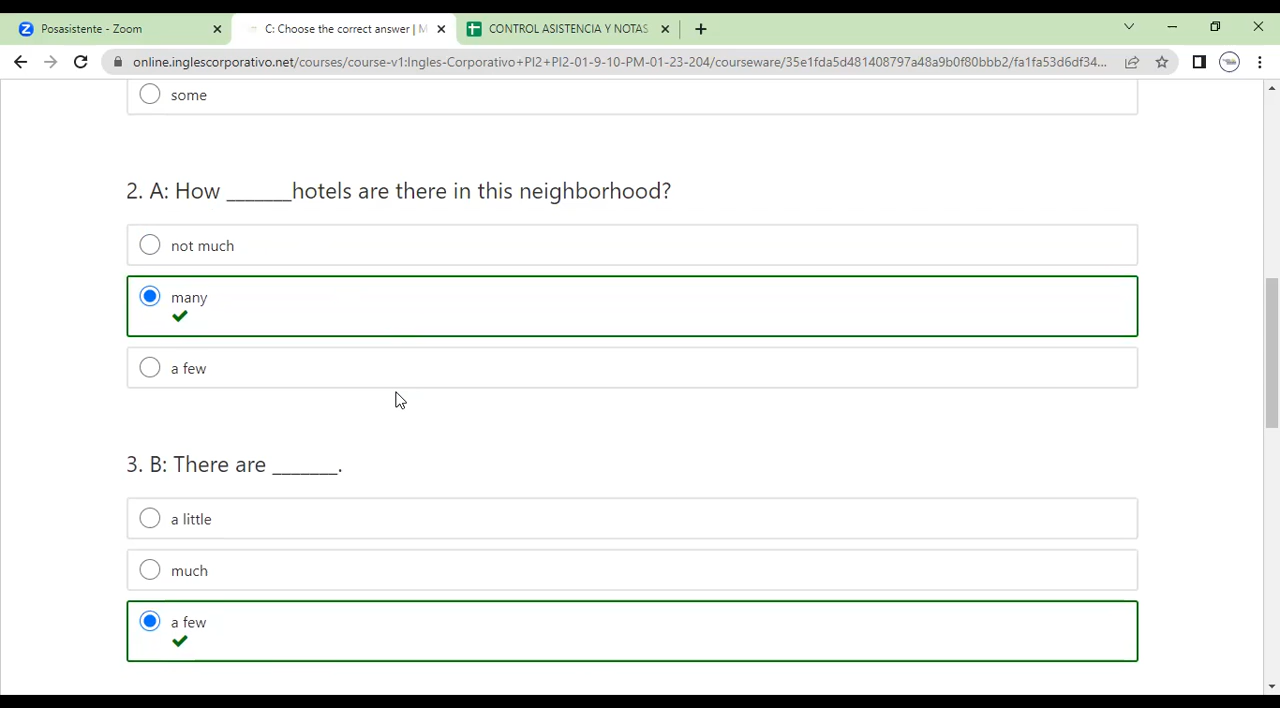 Posasistente - Zoom
C: Choose the correct answer | M
CONTROL ASISTENCIA Y NOTAS
online.inglescorporativo.net/courses/course-v1:Ingles-Corporativo+PI2+PI2-01-9-10-PM-01-23-204/courseware/35e1fda5d481408797a48a9b0f80bbb2/fa1fa53d6df34...
some
2. A: How _______hotels are there in this neighborhood?
not much
many
a few
3. B: There are _______.
a little
much
a few